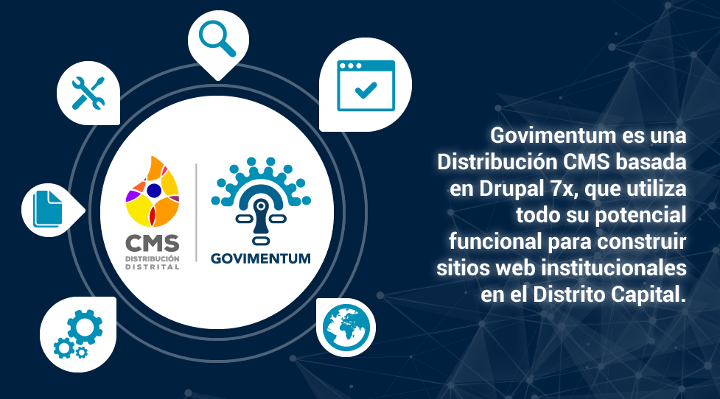 CMS
DISTRIBUCIÓN
DISTRITAL
GOVIMENTUM
Govimentum es una
Distribución CMS basada
en Drupal 7x, que utiliza
todo su potencial
funcional para construir
sitios web institucionales
en el Distrito Capital.